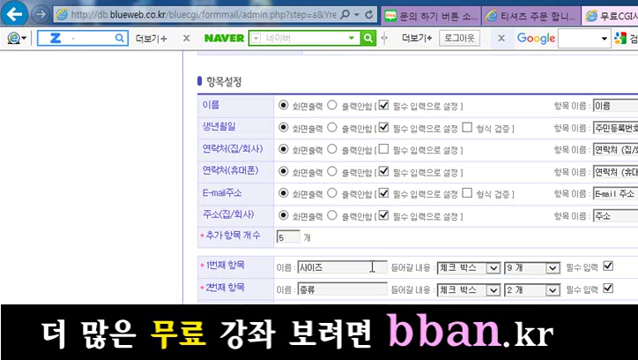 http://db.blueweb.co.kr/bluecgi/formmail/admin.php?step=a&Yre
문의 하기 버튼 소...
티셔츠 주문 합니...
무료CGI서
더보기 »
NAVER
네이버
더보기»
로그아웃
Google
검
항목설정
이름 화면출력 출력안함 [ 필수 입력으로 설정 ] 항목 이름 : 이름
생년월일 화면출력 출력안함 [ 필수 입력으로 설정 형식 검증 ] 항목 이름 : 주민등록번호
연락처(집/회사) 화면출력 출력안함 [ 필수 입력으로 설정 ] 항목 이름 : 연락처 (집/
연락처(휴대폰) 화면출력 출력안함 [ 필수 입력으로 설정 ] 항목 이름 : 연락처 (휴대
E-mail주소 화면출력 출력안함 [ 필수 입력으로 설정 형식 검증 ] 항목 이름 : E-mail 주소
주소(집/회사) 화면출력 출력안함 [ 필수 입력으로 설정 ] 항목 이름 : 주소
* 추가 항목 개수 5 개
* 1번째 항목 이름 : 사이즈 들어갈 내용 : 체크 박스 9 개 필수 입력
* 2번째 항목 이름 : 종류 들어갈 내용 : 체크 박스 2 개 필수 입력
더 많은 무료 강좌 보려면 bban.kr